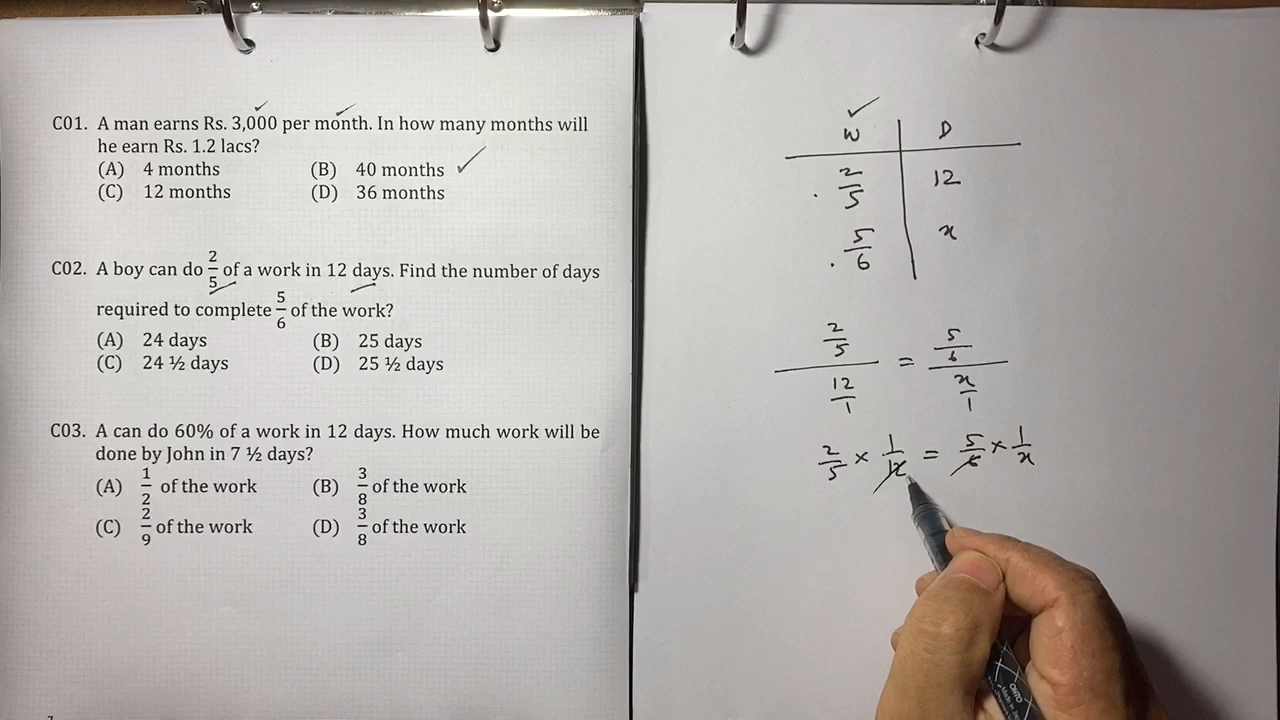 C01. A man earns Rs. 3,000 per month. In how many months will
he earn Rs. 1.2 lacs?
(A) 4 months (B) 40 months ✓
(C) 12 months (D) 36 months
C02. A boy can do 2/5 of a work in 12 days. Find the number of days
required to complete 5/6 of the work?
(A) 24 days (B) 25 days
(C) 24 ½ days (D) 25 ½ days
C03. A can do 60% of a work in 12 days. How much work will be
done by John in 7 ½ days?
(A) 1/2 of the work (B) 3/8 of the work
(C) 2/9 of the work (D) 3/8 of the work
W D
2/5 12
5/6 x
2/5 / 12/1 = 5/6 / x/1
2/5 × 1/12 = 5/6 × 1/x